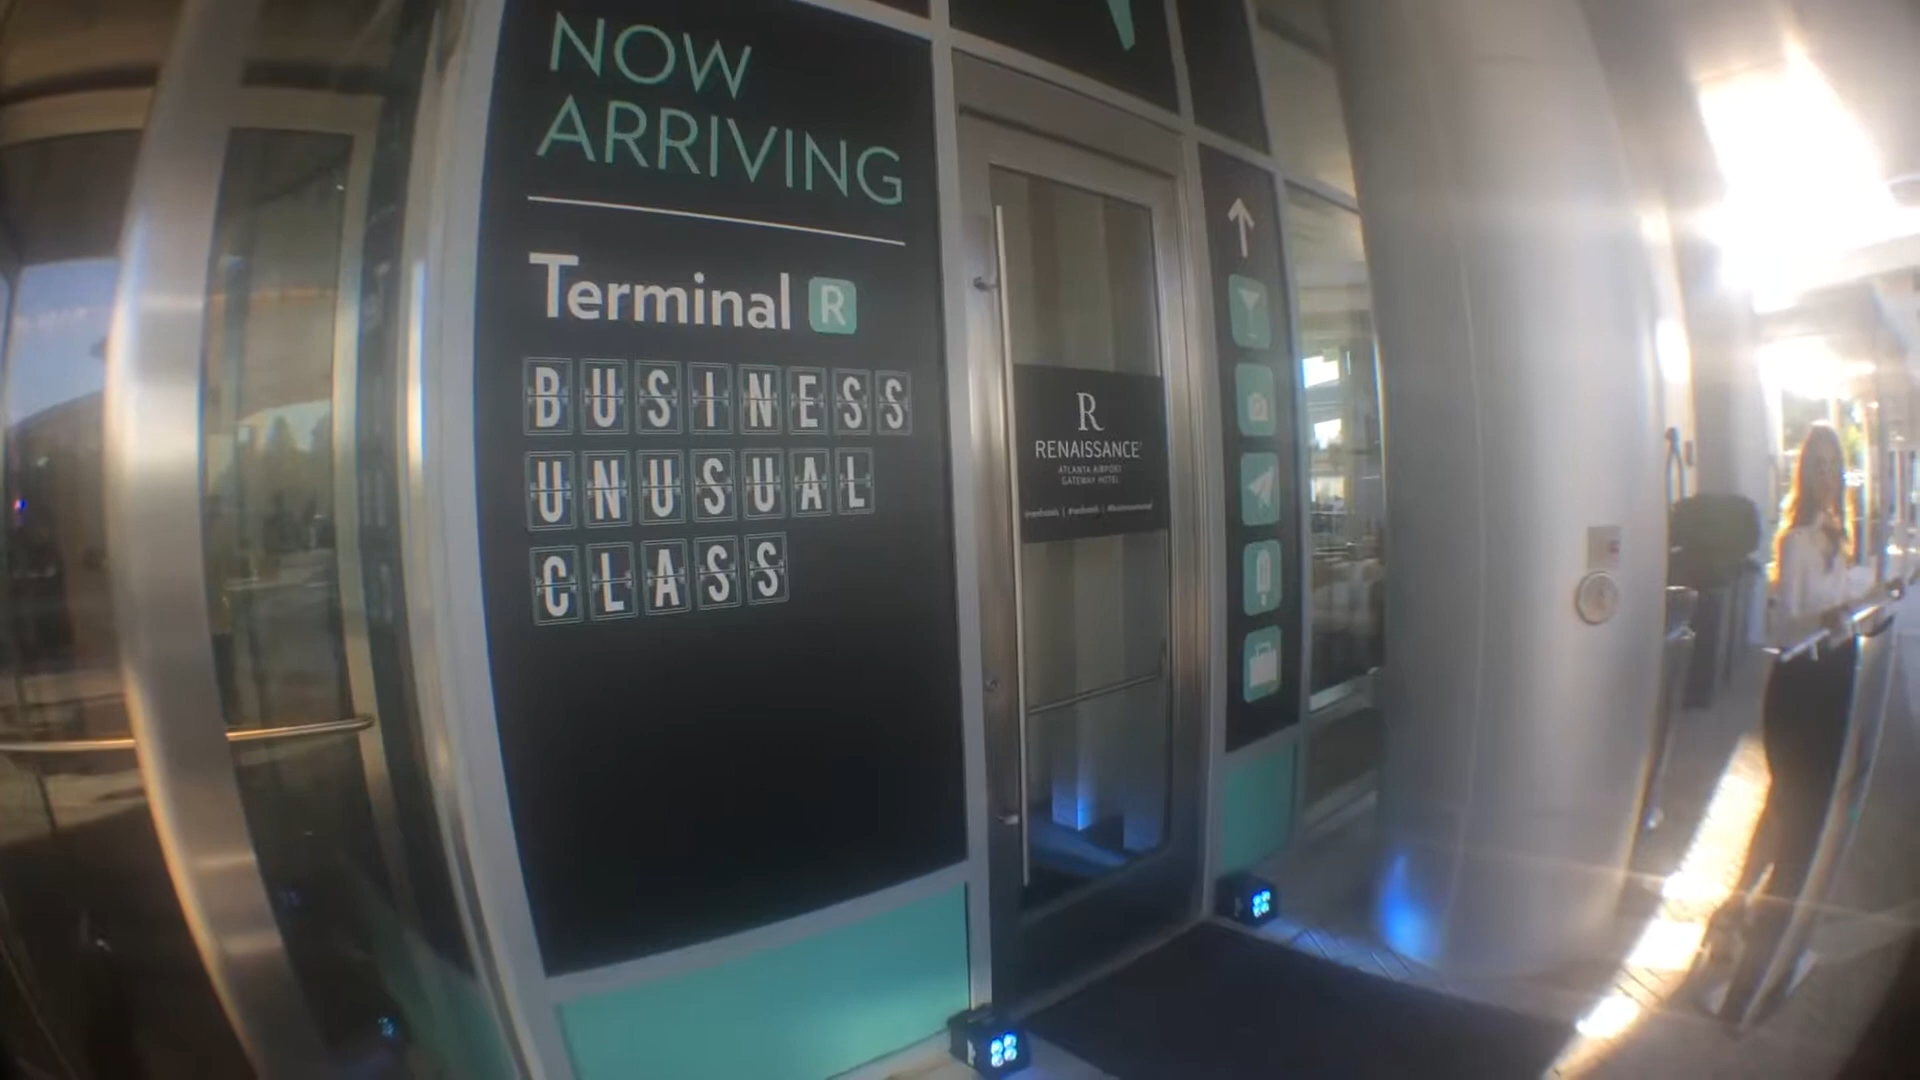 NOW
ARRIVING
Terminal R
BUSINESS
UNUSUAL
CLASS
R
RENAISSANCE
ATLANTA AIRPORT
GATEWAY HOTEL